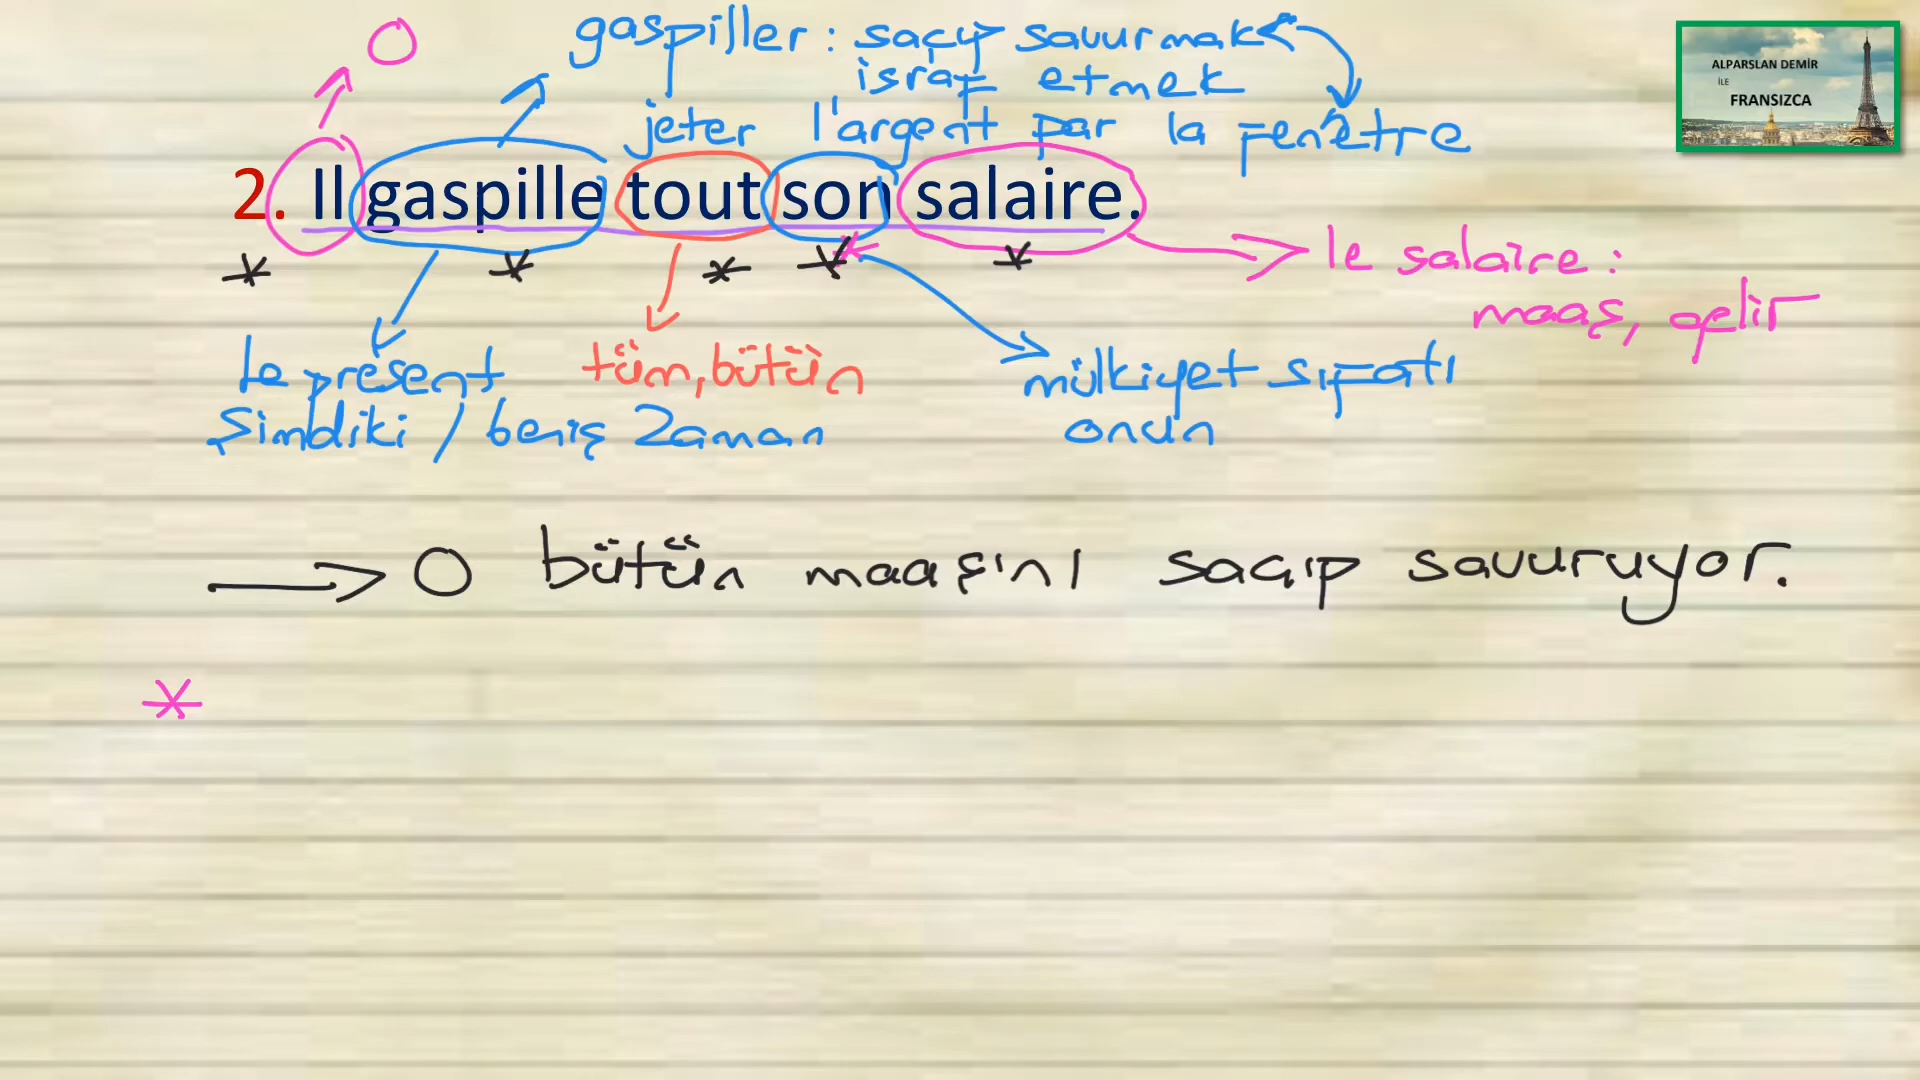 O
gaspiller : saçıp savurmak
israf etmek
jeter l'argent par la fenêtre
ALPARSLAN DEMİR
İLE
FRANSIZCA
2. Il gaspille tout son salaire.
le salaire :
maaş, gelir
Le présent
Şimdiki / Geniş Zaman
tüm, bütün
mülkiyet sıfatı
onun
O bütün maaşını saçıp savuruyor.